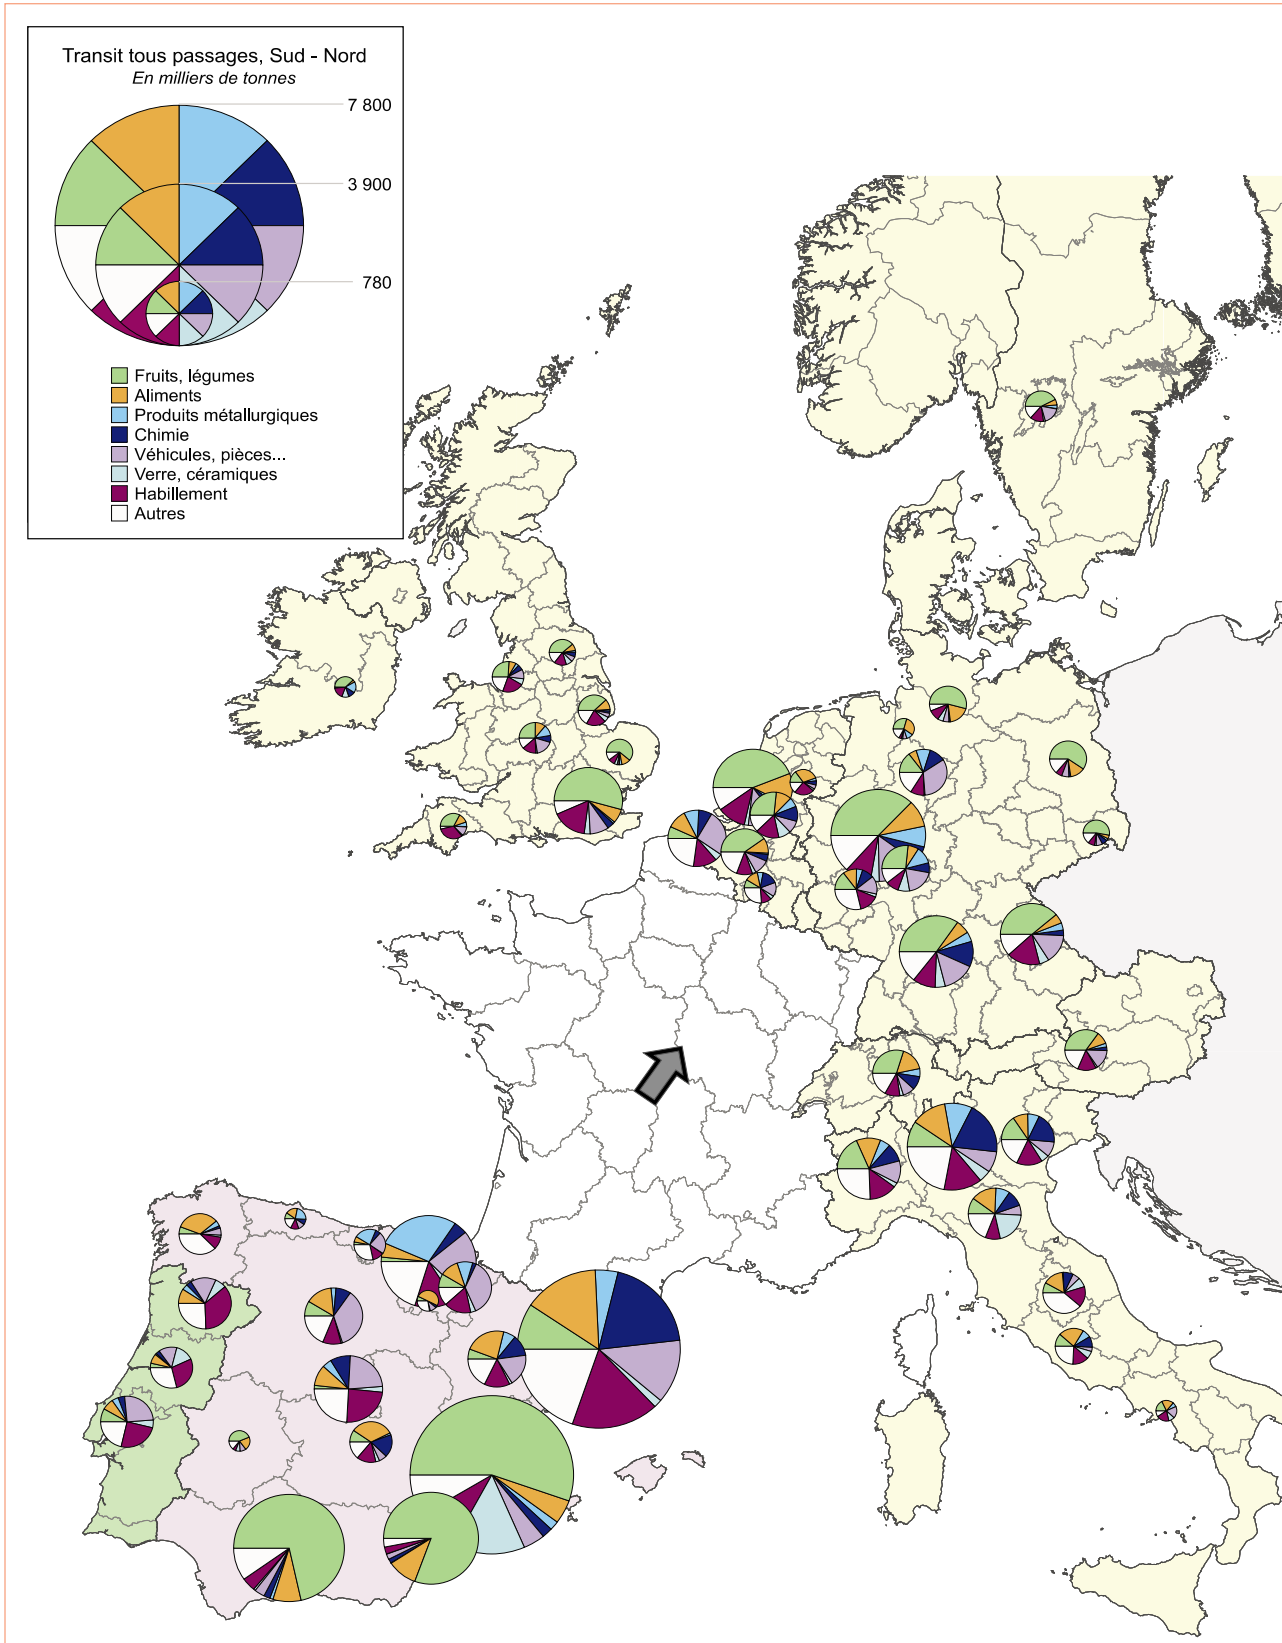 Transit tous passages, Sud - Nord
En milliers de tonnes
7 800
3 900
780
Fruits, légumes
Aliments
Produits métallurgiques
Chimie
Véhicules, pièces...
Verre, céramiques
Habillement
Autres